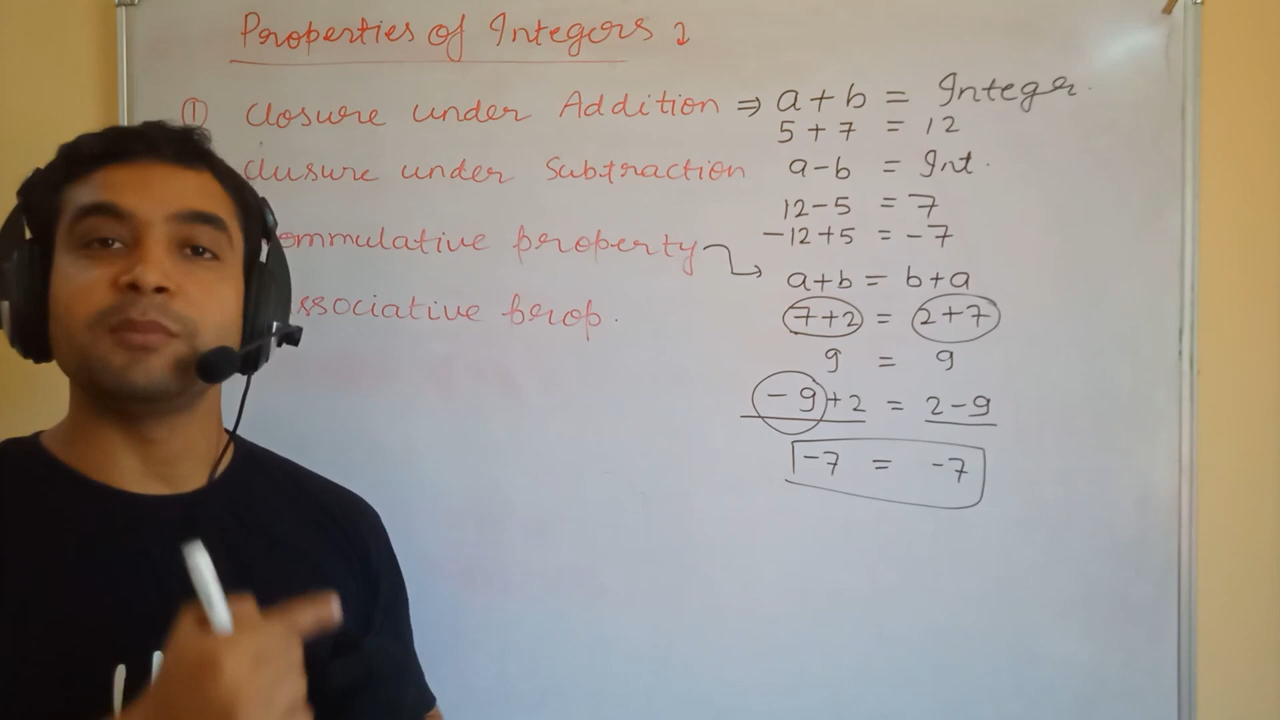 Properties of Integers 2
① Closure under Addition ⇒ a + b = Integer.
5 + 7 = 12
Clusure under Subtraction a-b = Int.
12-5 = 7
-12+5 = -7
ommulative property
a+b = b+a
ssociative prop.
7+2 = 2+7
9 = 9
-9+2 = 2-9
-7 = -7